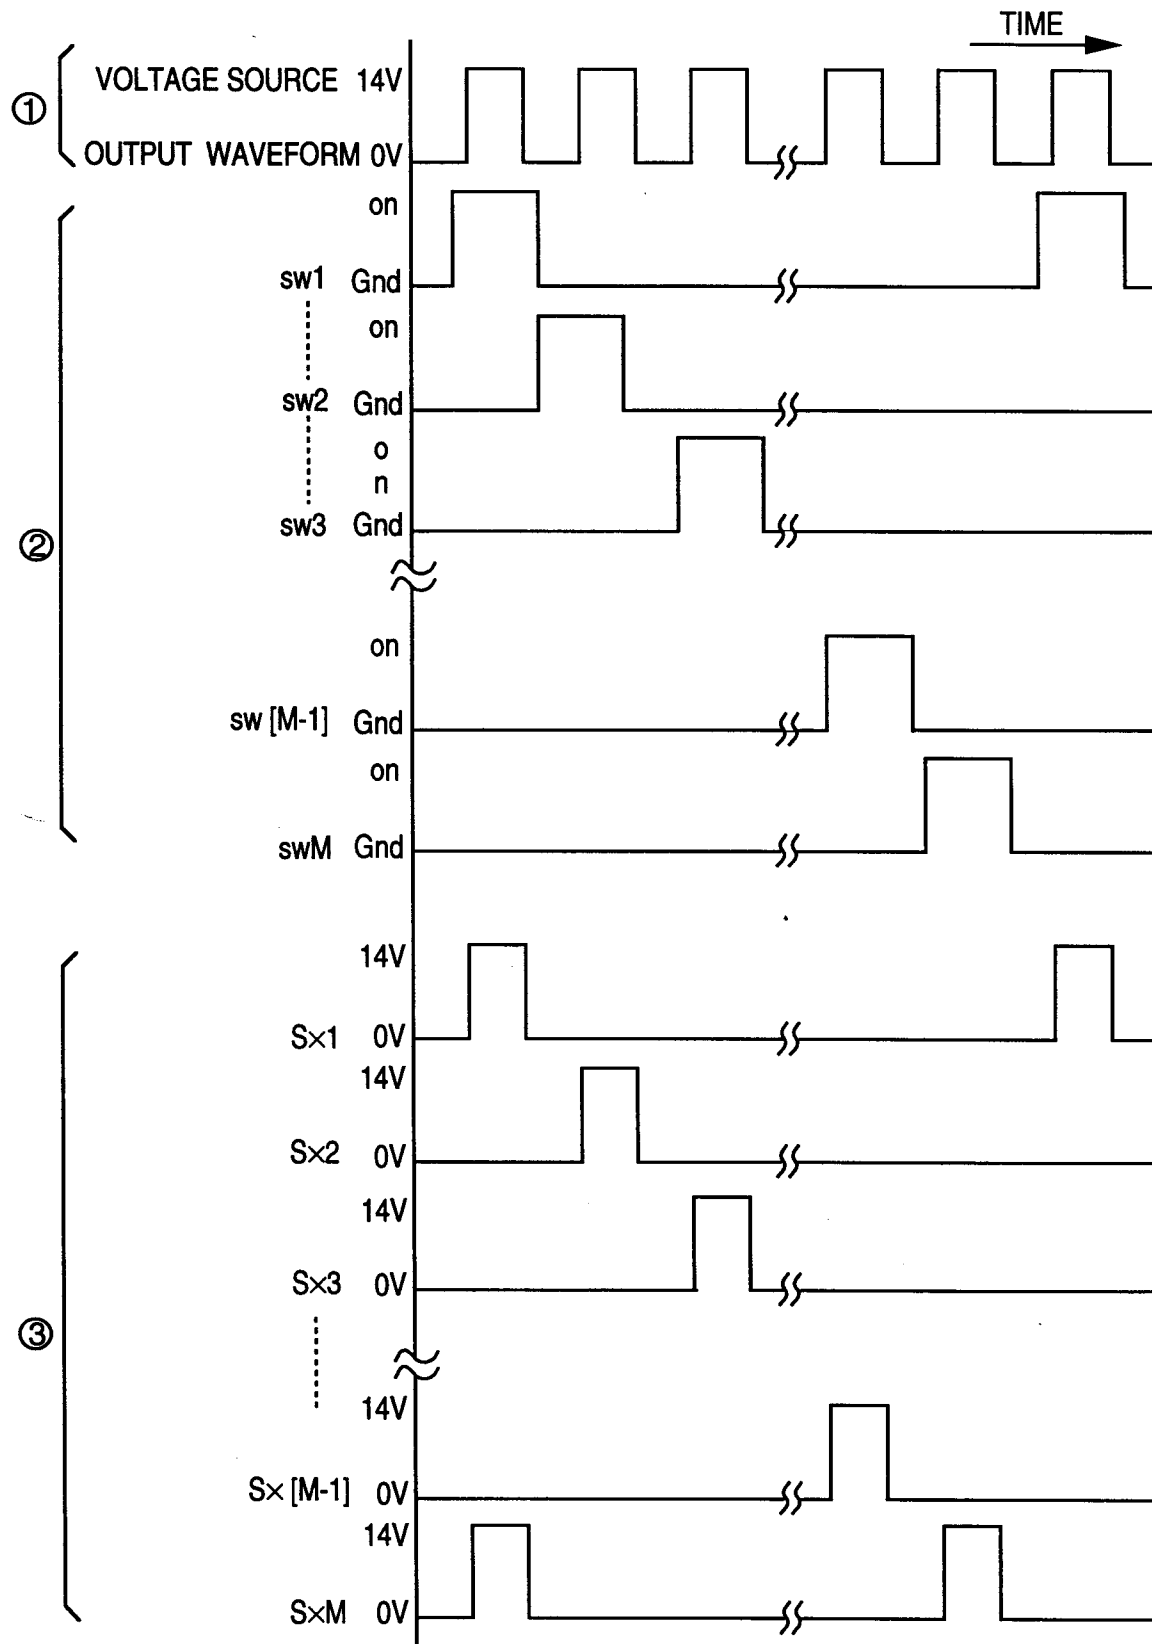 TIME
① VOLTAGE SOURCE 14V
OUTPUT WAVEFORM 0V
②
on
sw1 Gnd
on
sw2 Gnd
o
n
sw3 Gnd
on
sw [M-1] Gnd
on
swM Gnd
③
14V
S×1 0V
14V
S×2 0V
14V
S×3 0V
14V
S× [M-1] 0V
14V
S×M 0V